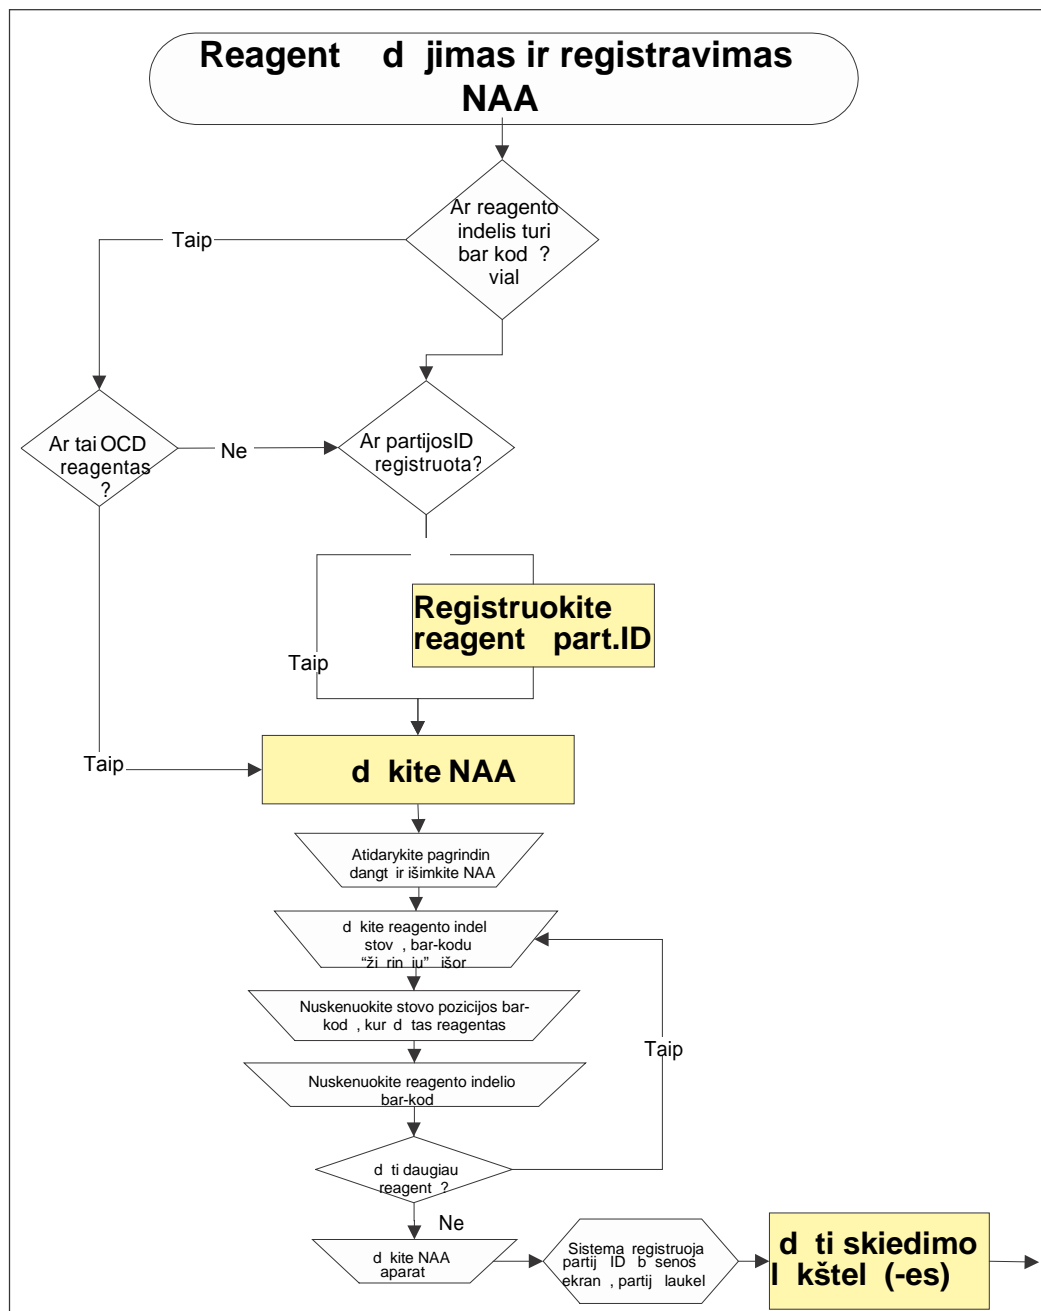 Reagent d jimas ir registravimas
NAA
Ar reagento
indelis turi
bar kod ?
vial
Taip
Ar tai OCD
reagentas
?
Ne
Ar partijosID
registruota?
Registruokite
reagent part.ID
Taip
Taip
d kite NAA
Atidarykite pagrindin
dangt ir išimkite NAA
d kite reagento indel
stov , bar-kodu
“ži rin iu” išor
Nuskenuokite stovo pozicijos bar-
kod , kur d tas reagentas
Taip
Nuskenuokite reagento indelio
bar-kod
d ti daugiau
reagent ?
Ne
d kite NAA
aparat
Sistema registruoja
partij ID b senos
ekran , partij laukel
d ti skiedimo
l kštel (-es)